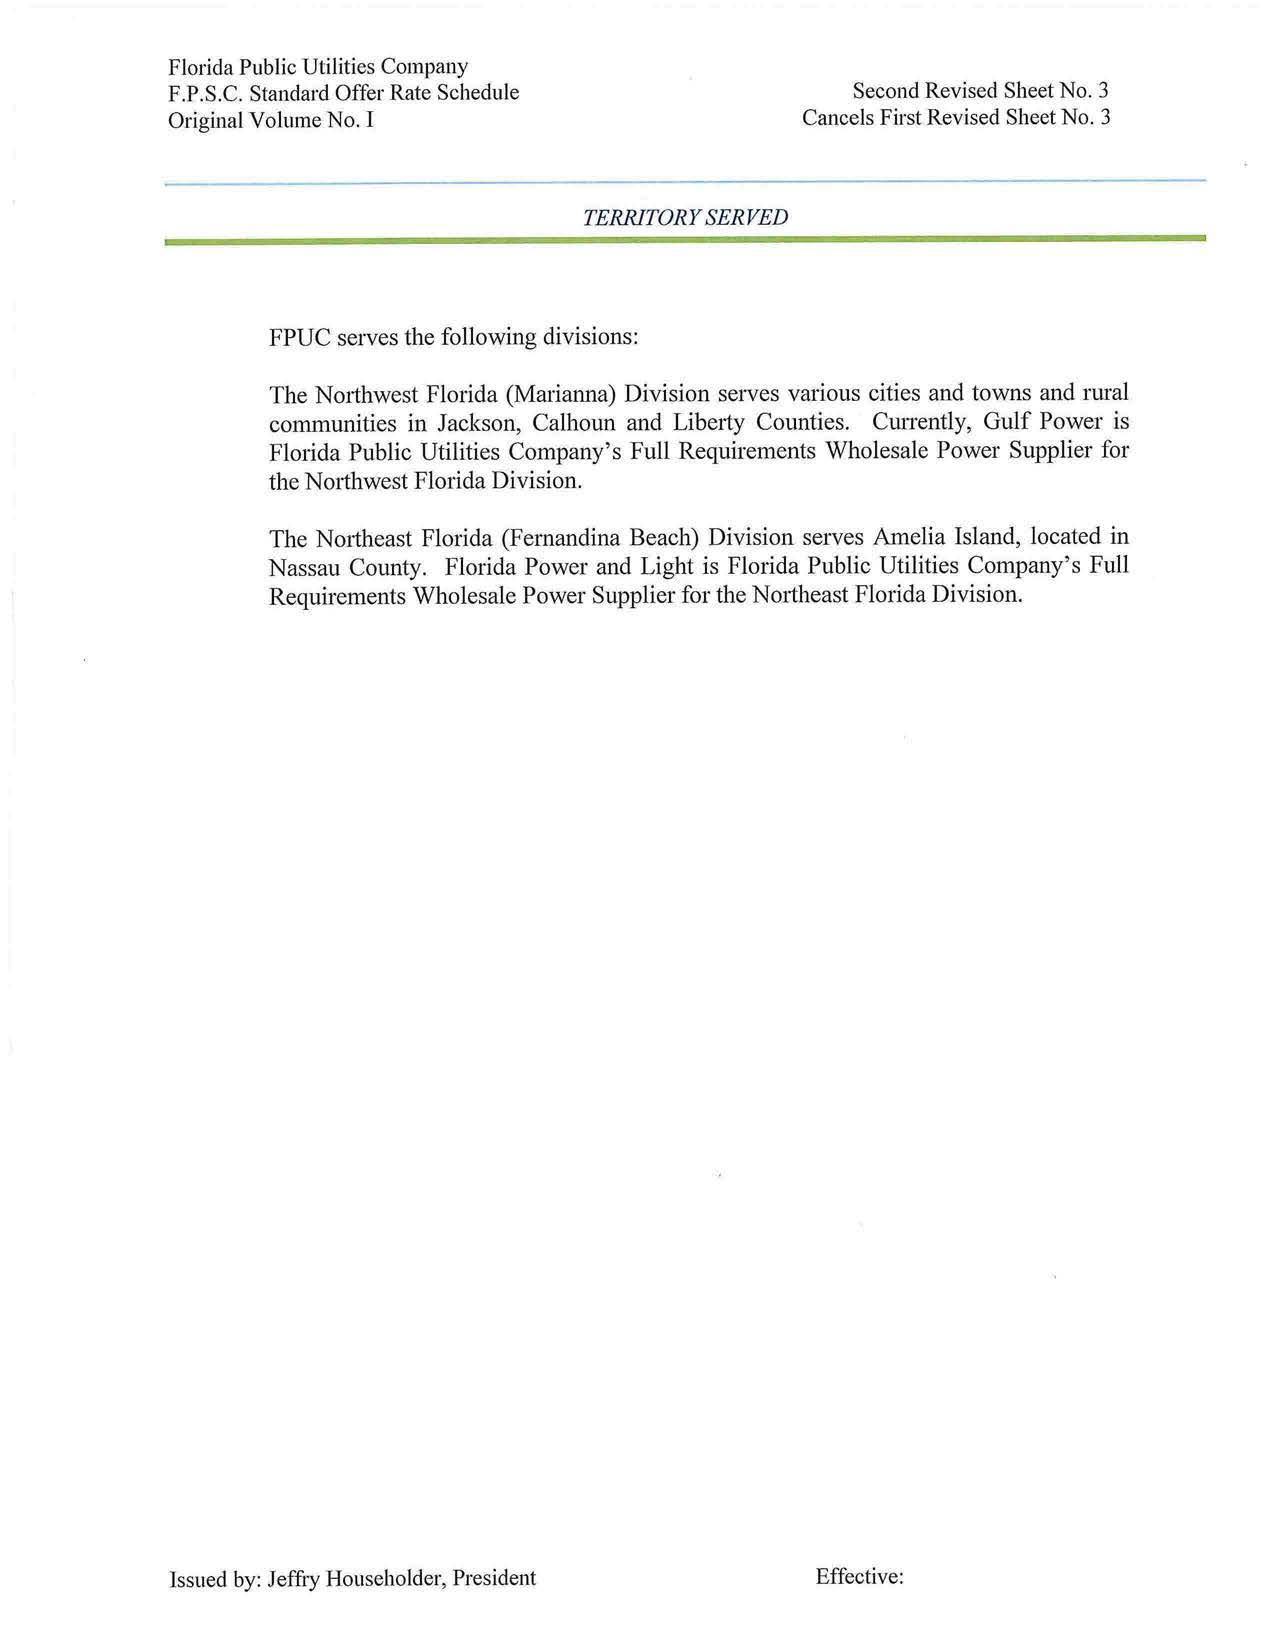 Florida Public Utilities Company
F.P.S.C. Standard Offer Rate Schedule
Original Volume No. I
Second Revised Sheet No. 3
Cancels First Revised Sheet No. 3
TERRITORY SERVED
FPUC serves the following divisions:
The Northwest Florida (Marianna) Division serves various cities and towns and rural
communities in Jackson, Calhoun and Liberty Counties. Currently, Gulf Power is
Florida Public Utilities Company's Full Requirements Wholesale Power Supplier for
the Northwest Florida Division.
The Northeast Florida (Fernandina Beach) Division serves Amelia Island, located in
Nassau County. Florida Power and Light is Florida Public Utilities Company's Full
Requirements Wholesale Power Supplier for the Northeast Florida Division.
Issued by: Jeffry Householder, President
Effective: